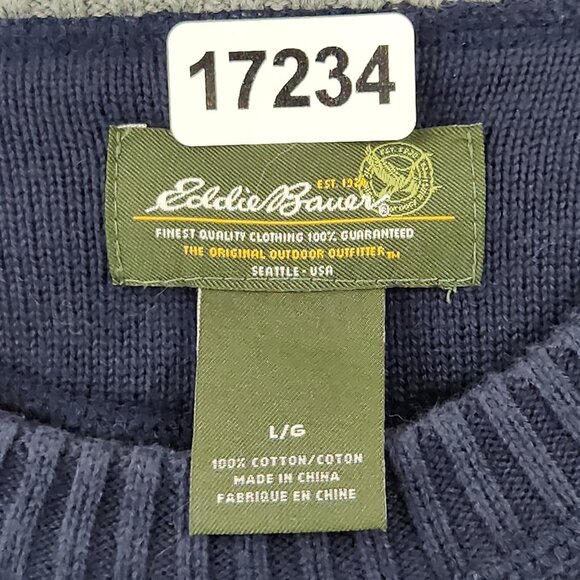 17234
EST. 1920
Eddie Bauer®
FINEST QUALITY CLOTHING 100% GUARANTEED
THE ORIGINAL OUTDOOR OUTFITTER™
SEATTLE • USA
L/G
100% COTTON/COTON
MADE IN CHINA
FABRIQUE EN CHINE